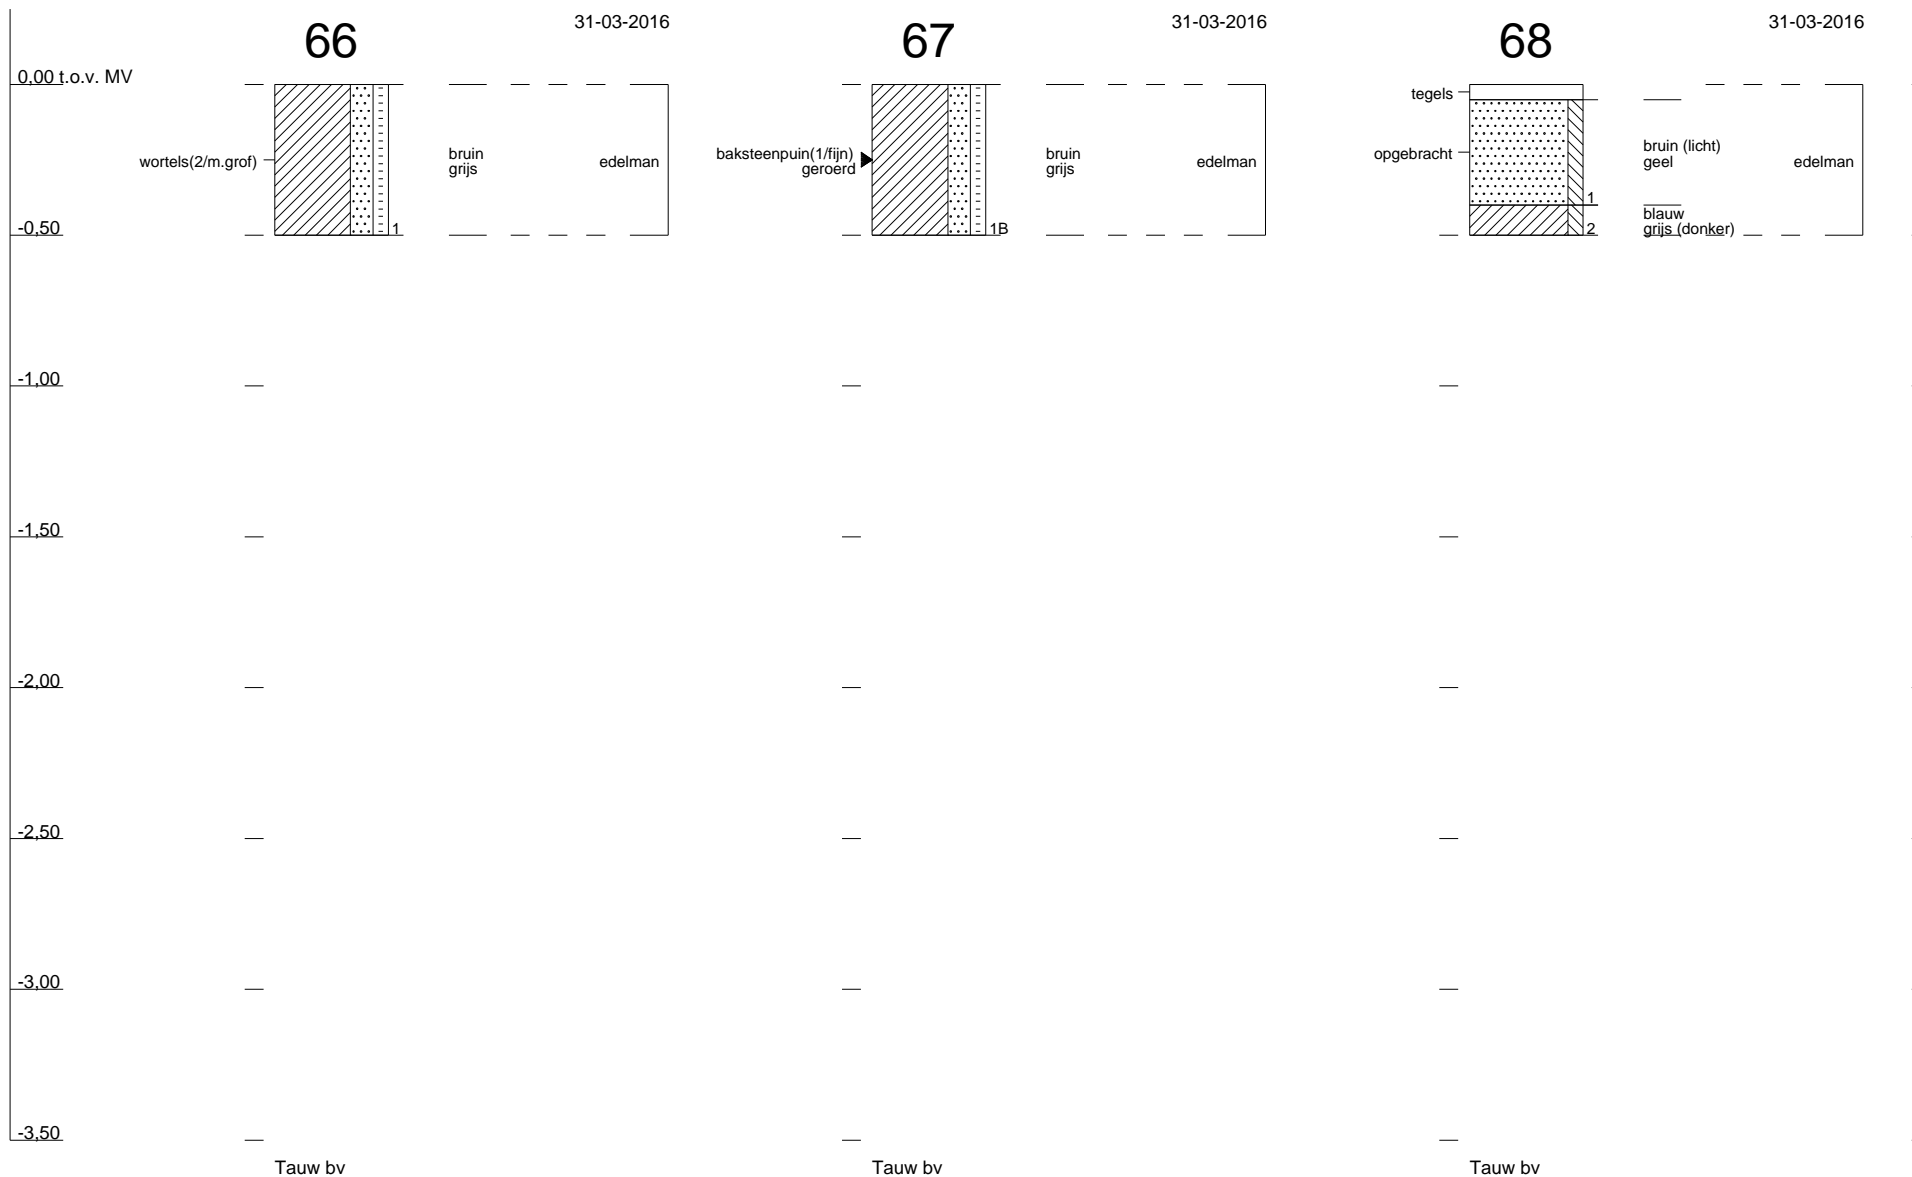 66
31-03-2016
67
31-03-2016
68
31-03-2016
0,00 t.o.v. MV
wortels(2/m.grof)
1
bruin
grijs
edelman
baksteenpuin(1/fijn)
geroerd
1B
bruin
grijs
edelman
tegels
opgebracht
1
2
bruin (licht)
geel
blauw
grijs (donker)
edelman
-0,50
-1,00
-1,50
-2,00
-2,50
-3,00
-3,50
Tauw bv
Tauw bv
Tauw bv